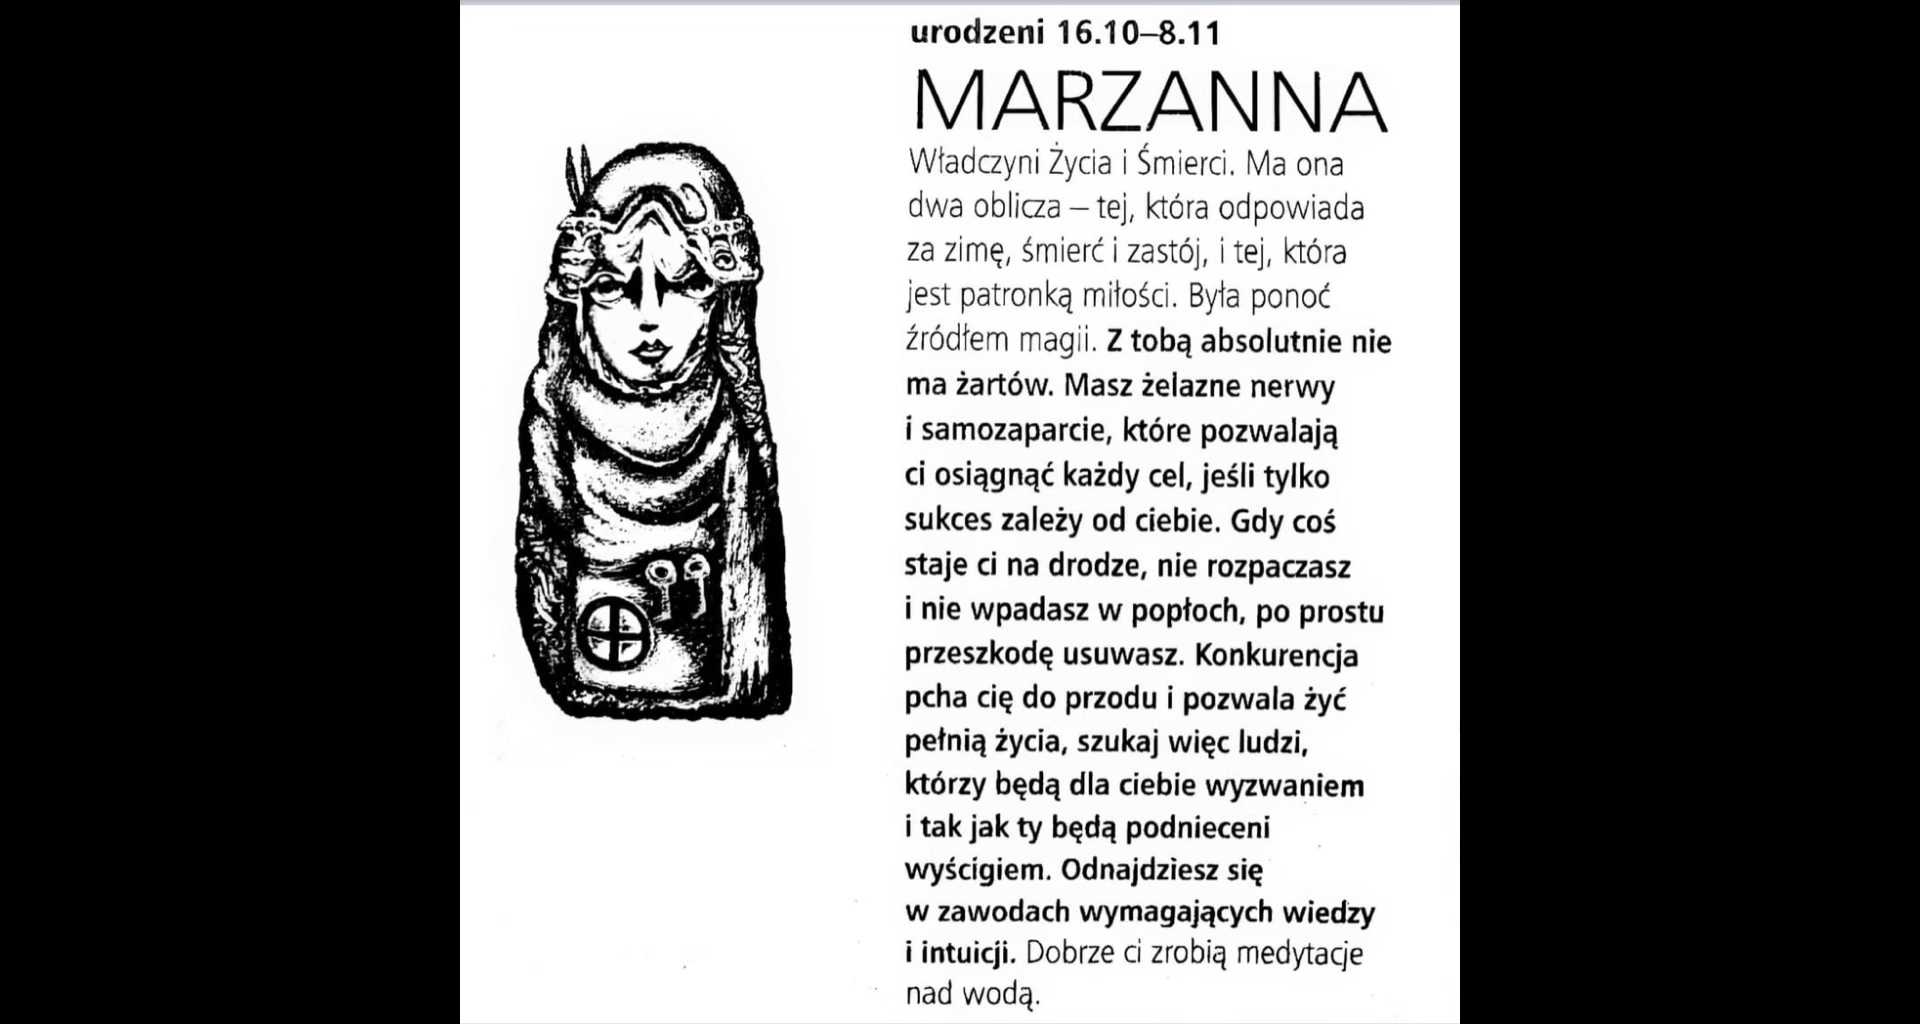 urodzeni 16.10–8.11
MARZANNA
Władczyni Życia i Śmierci. Ma ona
dwa oblicza – tej, która odpowiada
za zimę, śmierć i zastój, i tej, która
jest patronką miłości. Była ponoć
źródłem magii. Z tobą absolutnie nie
ma żartów. Masz żelazne nerwy
i samozaparcie, które pozwalają
ci osiągnąć każdy cel, jeśli tylko
sukces zależy od ciebie. Gdy coś
staje ci na drodze, nie rozpaczasz
i nie wpadasz w popłoch, po prostu
przeszkodę usuwasz. Konkurencja
pcha cię do przodu i pozwala żyć
pełnią życia, szukaj więc ludzi,
którzy będą dla ciebie wyzwaniem
i tak jak ty będą podnieceni
wyścigiem. Odnajdziesz się
w zawodach wymagających wiedzy
i intuicji. Dobrze ci zrobią medytacje
nad wodą.